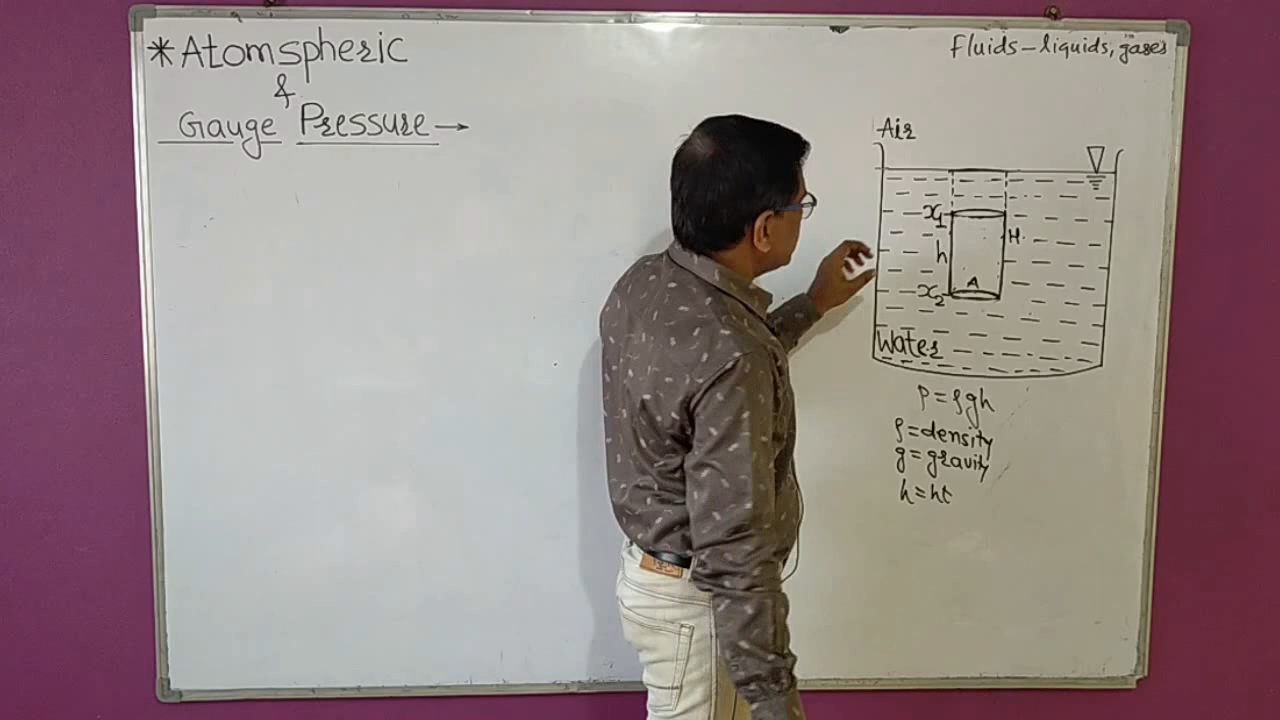 *Atomspheric
&
Gauge Pressure→
Fluids–liquids, gases
Air
x1
H
h
A
x2
Water
P=ρgh
ρ=density
g=gravity
h=ht